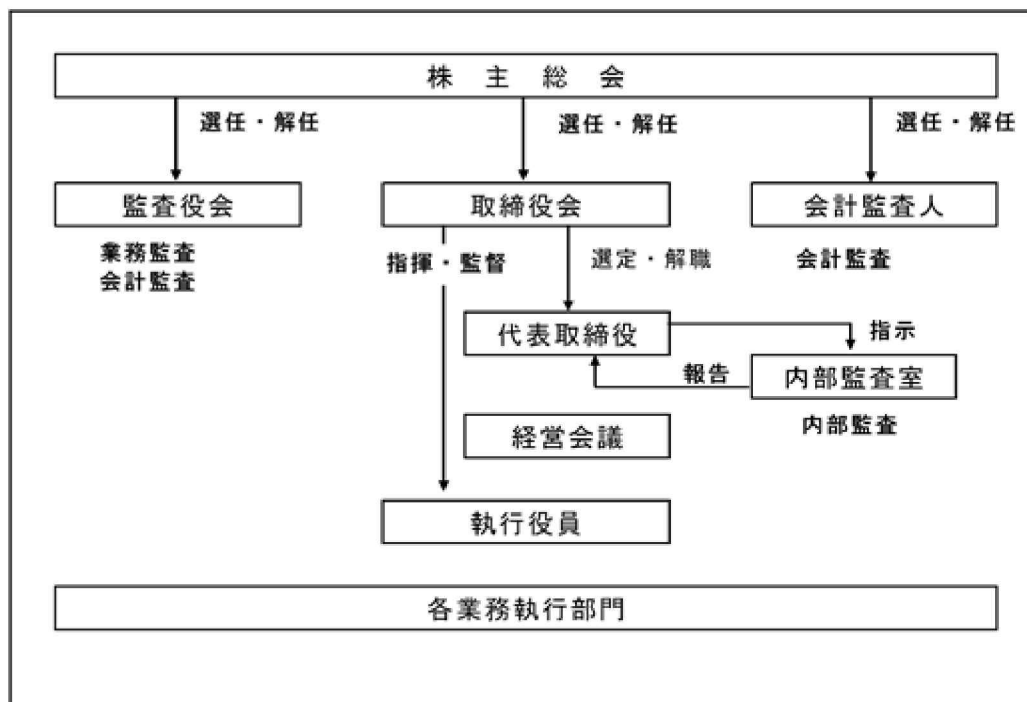 株主総会
選任・解任
選任・解任
選任・解任
監査役会
取締役会
会計監査人
業務監査
会計監査
指揮・監督
選定・解職
会計監査
代表取締役
指示
報告
内部監査室
内部監査
経営会議
執行役員
各業務執行部門